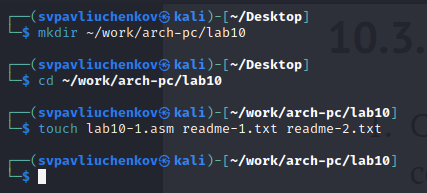 ┌──(svpavliuchenkov㉿kali)-[~/Desktop]
└─$ mkdir ~/work/arch-pc/lab10
┌──(svpavliuchenkov㉿kali)-[~/Desktop]
└─$ cd ~/work/arch-pc/lab10
┌──(svpavliuchenkov㉿kali)-[~/work/arch-pc/lab10]
└─$ touch lab10-1.asm readme-1.txt readme-2.txt
┌──(svpavliuchenkov㉿kali)-[~/work/arch-pc/lab10]
└─$
10.3.